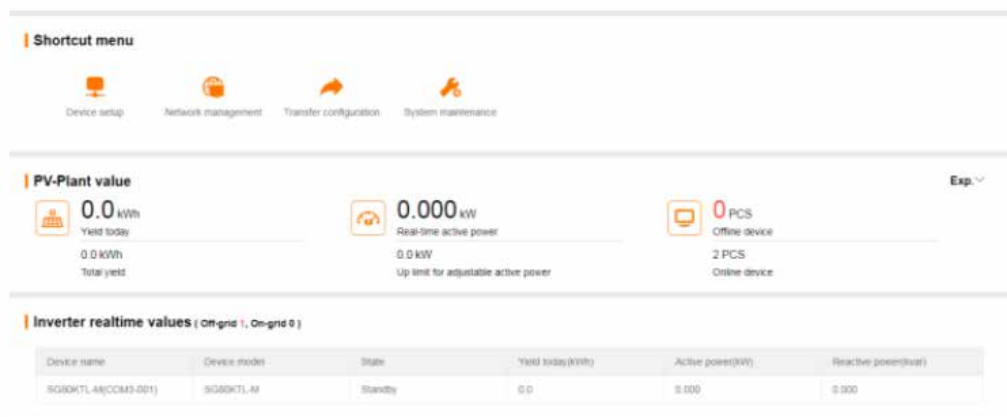 Shortcut menu
Device setup Network management Transfer configuration System maintenance
PV-Plant value Exp.
0.0 kWh 0.000 kW 0 PCS
Yield today Real-time active power Offline device
0.0 kWh 0.0 kW 2 PCS
Total yield Up limit for adjustable active power Online device
Inverter realtime values ( Off-grid 1, On-grid 0 )
Device name Device model State Yield today(kWh) Active power(kW) Reactive power(kvar)
SG80KTL-M(COM3-001) SG80KTL-M Standby 0.0 0.000 0.000